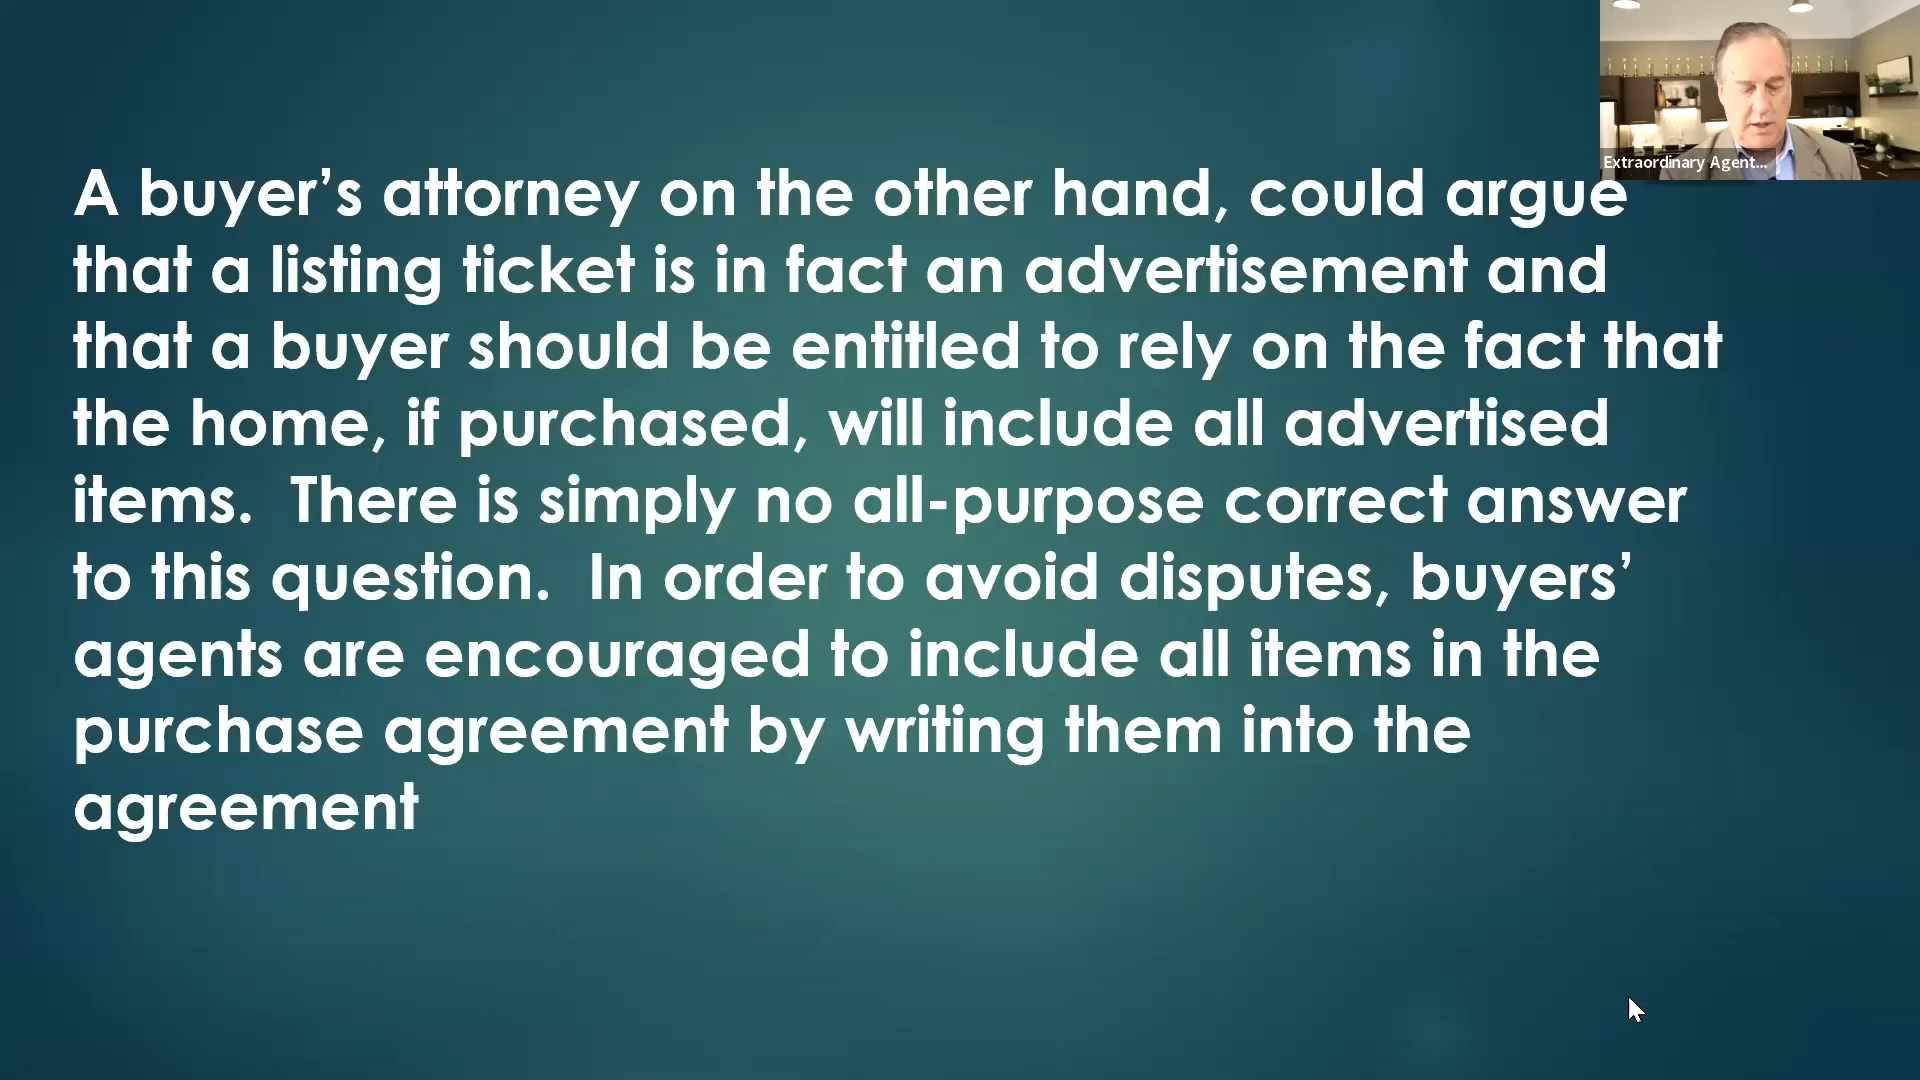 Extraordinary Agent...
A buyer’s attorney on the other hand, could argue
that a listing ticket is in fact an advertisement and
that a buyer should be entitled to rely on the fact that
the home, if purchased, will include all advertised
items.  There is simply no all-purpose correct answer
to this question.  In order to avoid disputes, buyers’
agents are encouraged to include all items in the
purchase agreement by writing them into the
agreement